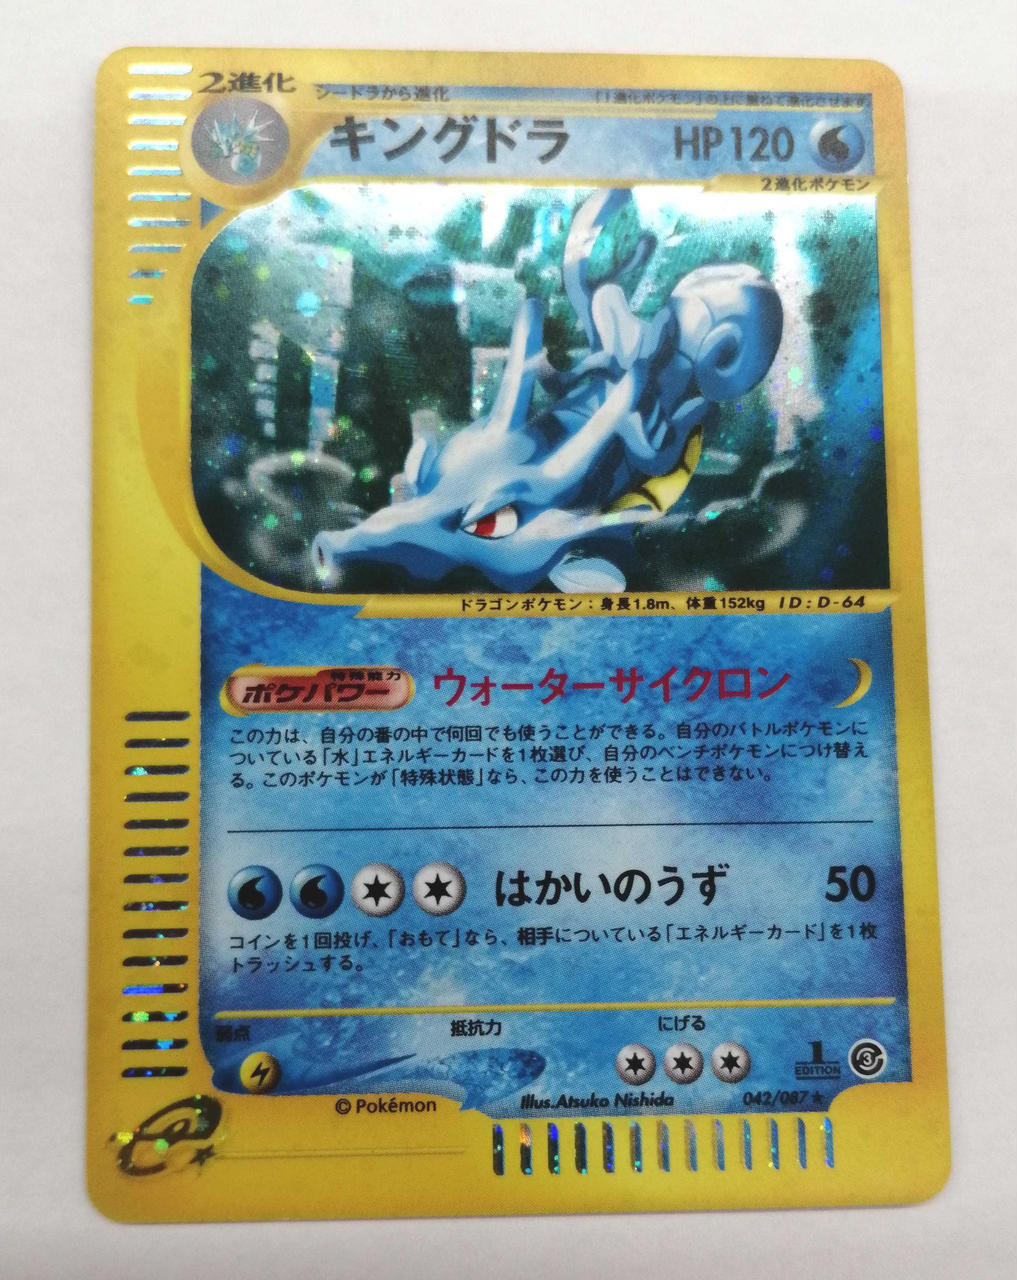 2進化
シードラから進化
「1進化ポケモン」の上に重ねて進化させます
キングドラ
HP120
2進化ポケモン
ドラゴンポケモン：身長1.8m、体重152kg ID:D-64
特殊能力
ポケパワー
ウォーターサイクロン
この力は、自分の番の中で何回でも使うことができる。自分のバトルポケモンに
ついている「水」エネルギーカードを1枚選び、自分のベンチポケモンにつけ替え
る。このポケモンが「特殊状態」なら、この力を使うことはできない。
はかいのうず 50
コインを1回投げ、「おもて」なら、相手についている「エネルギーカード」を1枚
トラッシュする。
弱点 抵抗力 にげる
1
EDITION
3
©Pokémon
Illus.Atsuko Nishida
042/087★
e